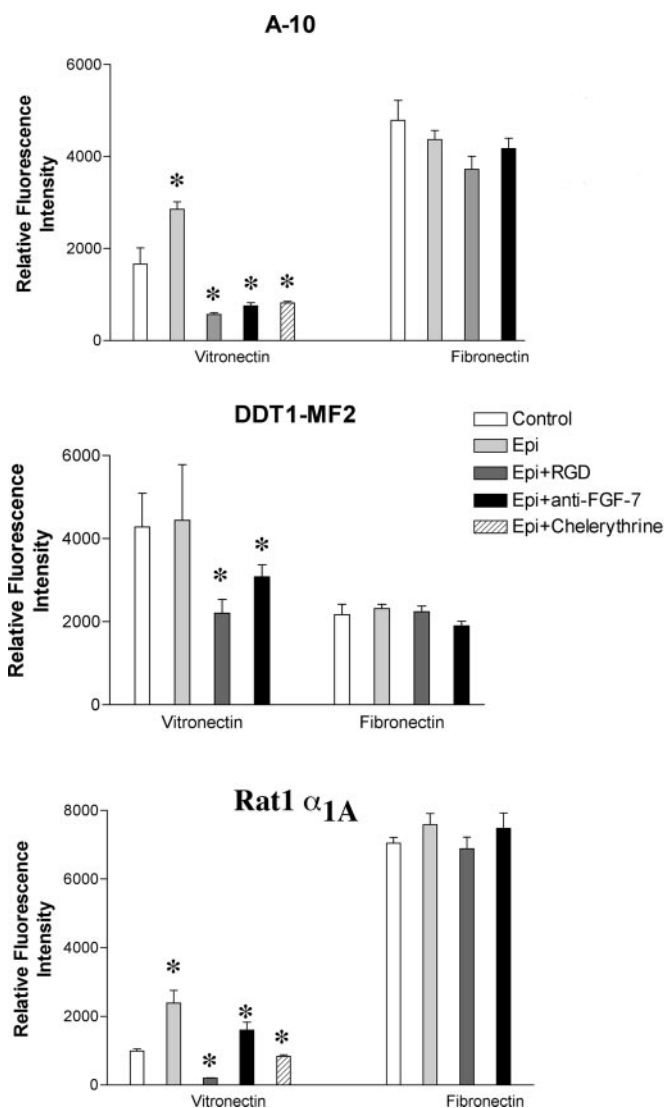 A-10
Relative Fluorescence
Intensity
6000
4000
2000
0
*
*
*
*
Vitronectin
Fibronectin
DDT1-MF2
Control
Epi
Epi+RGD
Epi+anti-FGF-7
Epi+Chelerythrine
Relative Fluorescence
Intensity
6000
4000
2000
0
*
*
Vitronectin
Fibronectin
Rat1 α1A
Relative Fluorescence
Intensity
8000
6000
4000
2000
0
*
*
*
*
Vitronectin
Fibronectin